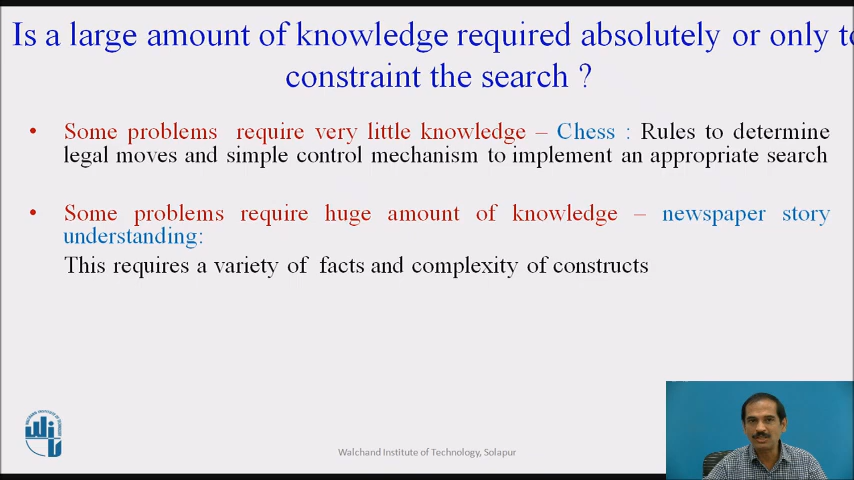 Is a large amount of knowledge required absolutely or only to
constraint the search ?
• Some problems require very little knowledge – Chess : Rules to determine
legal moves and simple control mechanism to implement an appropriate search
• Some problems require huge amount of knowledge – newspaper story
understanding:
This requires a variety of facts and complexity of constructs
Walchand Institute of Technology, Solapur